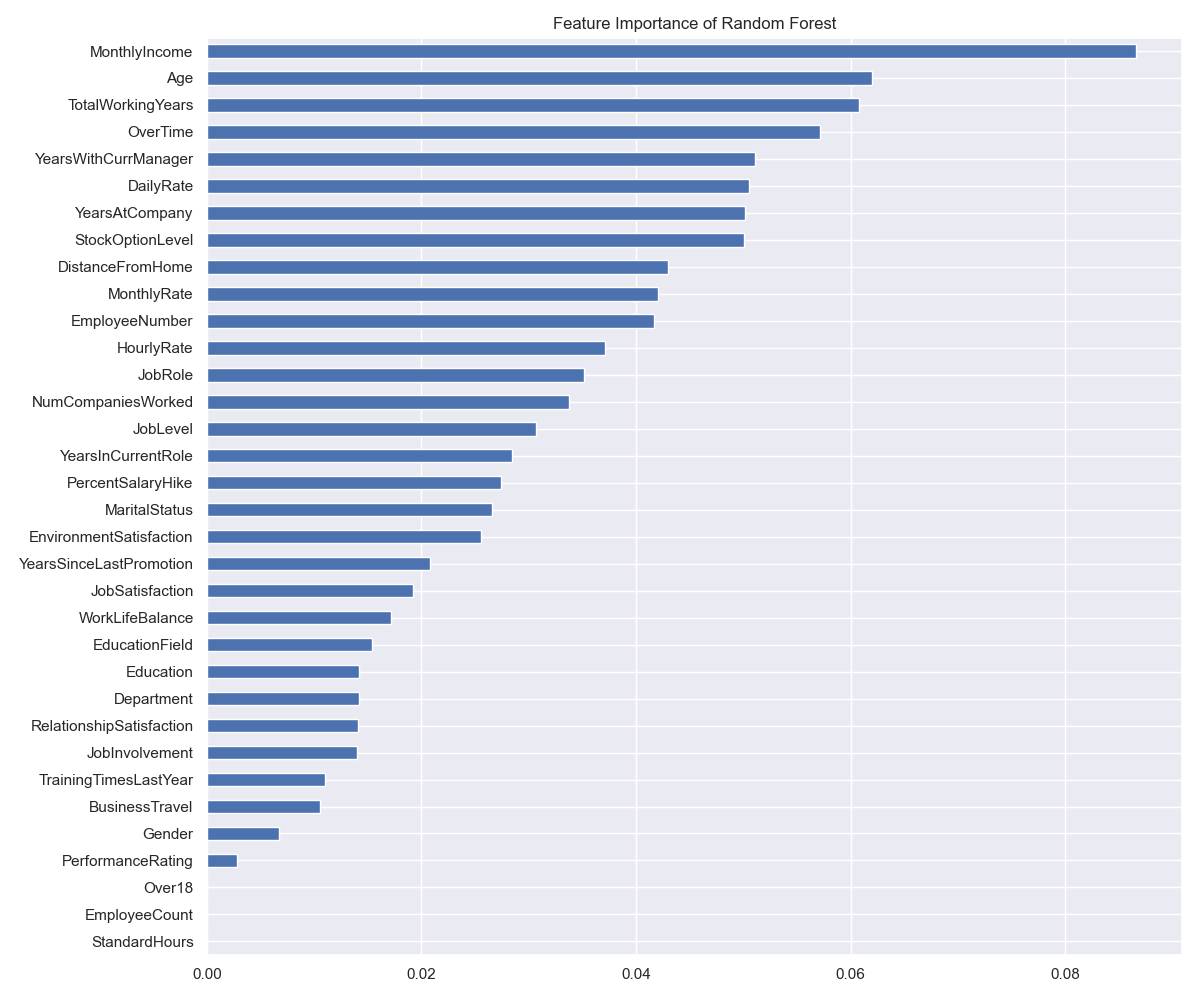 Feature Importance of Random Forest
MonthlyIncome
Age
TotalWorkingYears
OverTime
YearsWithCurrManager
DailyRate
YearsAtCompany
StockOptionLevel
DistanceFromHome
MonthlyRate
EmployeeNumber
HourlyRate
JobRole
NumCompaniesWorked
JobLevel
YearsInCurrentRole
PercentSalaryHike
MaritalStatus
EnvironmentSatisfaction
YearsSinceLastPromotion
JobSatisfaction
WorkLifeBalance
EducationField
Education
Department
RelationshipSatisfaction
JobInvolvement
TrainingTimesLastYear
BusinessTravel
Gender
PerformanceRating
Over18
EmployeeCount
StandardHours
0.00 0.02 0.04 0.06 0.08